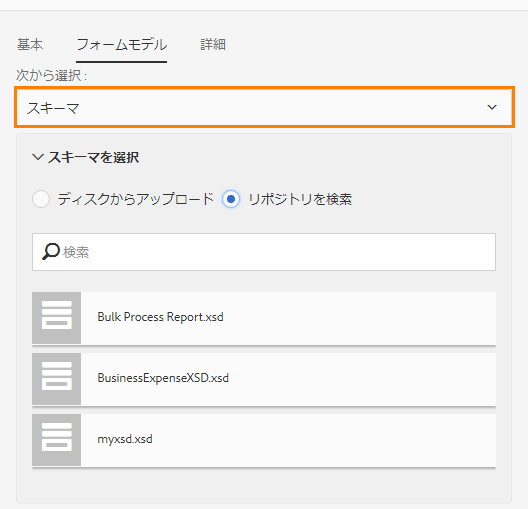 基本 フォームモデル 詳細
次から選択 :
スキーマ
スキーマを選択
ディスクからアップロード リポジトリを検索
検索
Bulk Process Report.xsd
BusinessExpenseXSD.xsd
myxsd.xsd